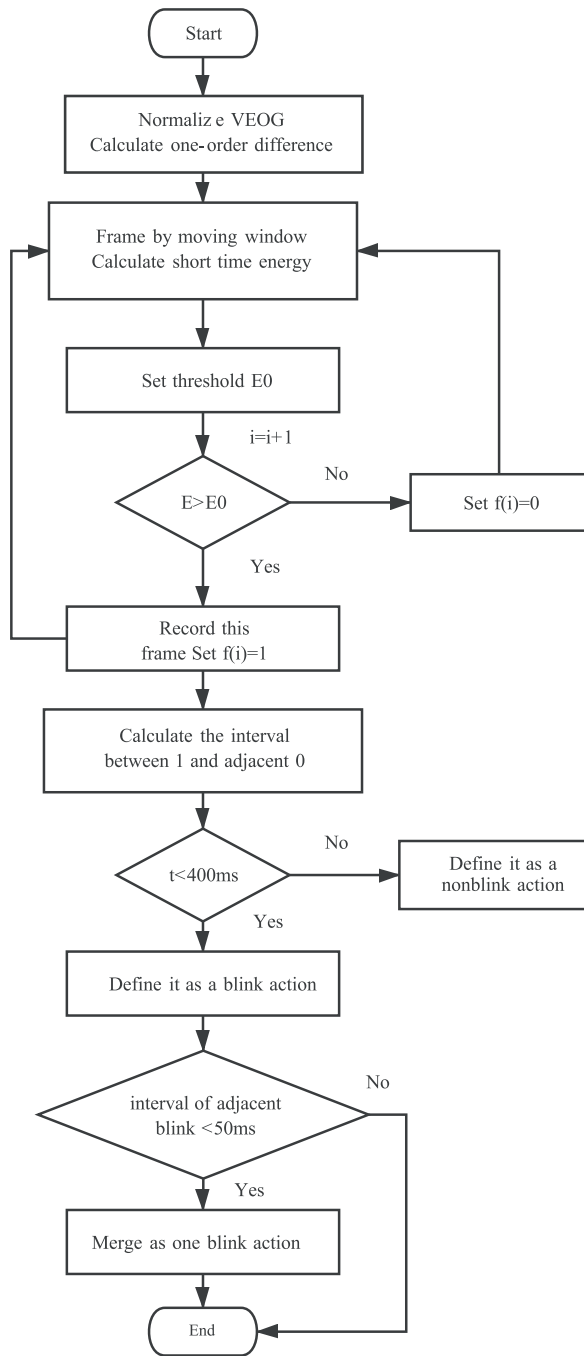 Start
Normaliz e VEOG
Calculate one-order difference
Frame by moving window
Calculate short time energy
Set threshold E0
i=i+1
E>E0
No
Set f(i)=0
Yes
Record this
frame Set f(i)=1
Calculate the interval
between 1 and adjacent 0
t<400ms
No
Define it as a
nonblink action
Yes
Define it as a blink action
interval of adjacent
blink <50ms
No
Yes
Merge as one blink action
End